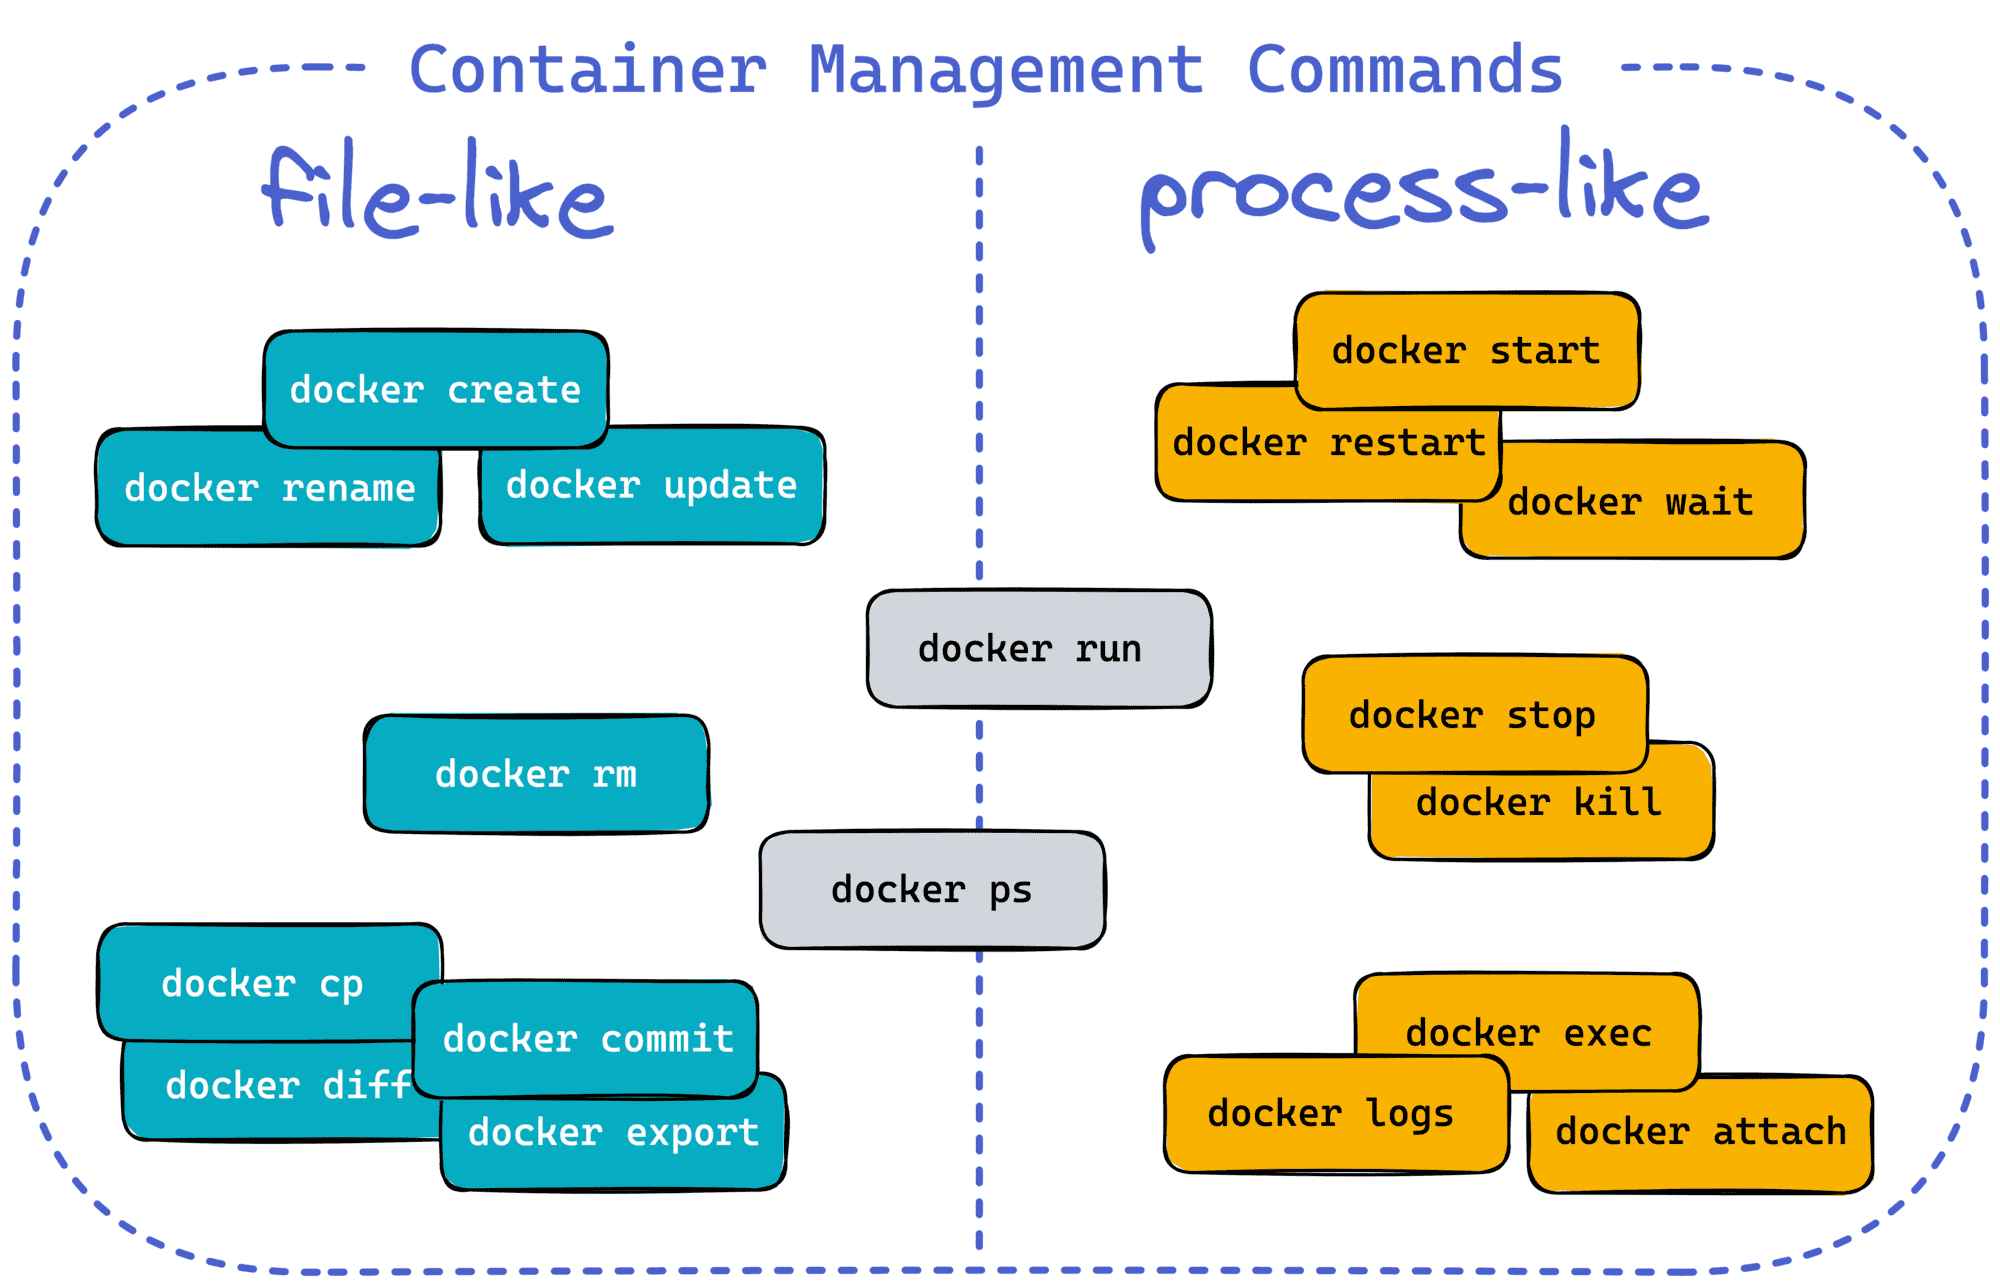 Container Management Commands
file-like
process-like
docker create
docker rename
docker update
docker rm
docker cp
docker diff
docker commit
docker export
docker run
docker ps
docker start
docker restart
docker wait
docker stop
docker kill
docker exec
docker logs
docker attach